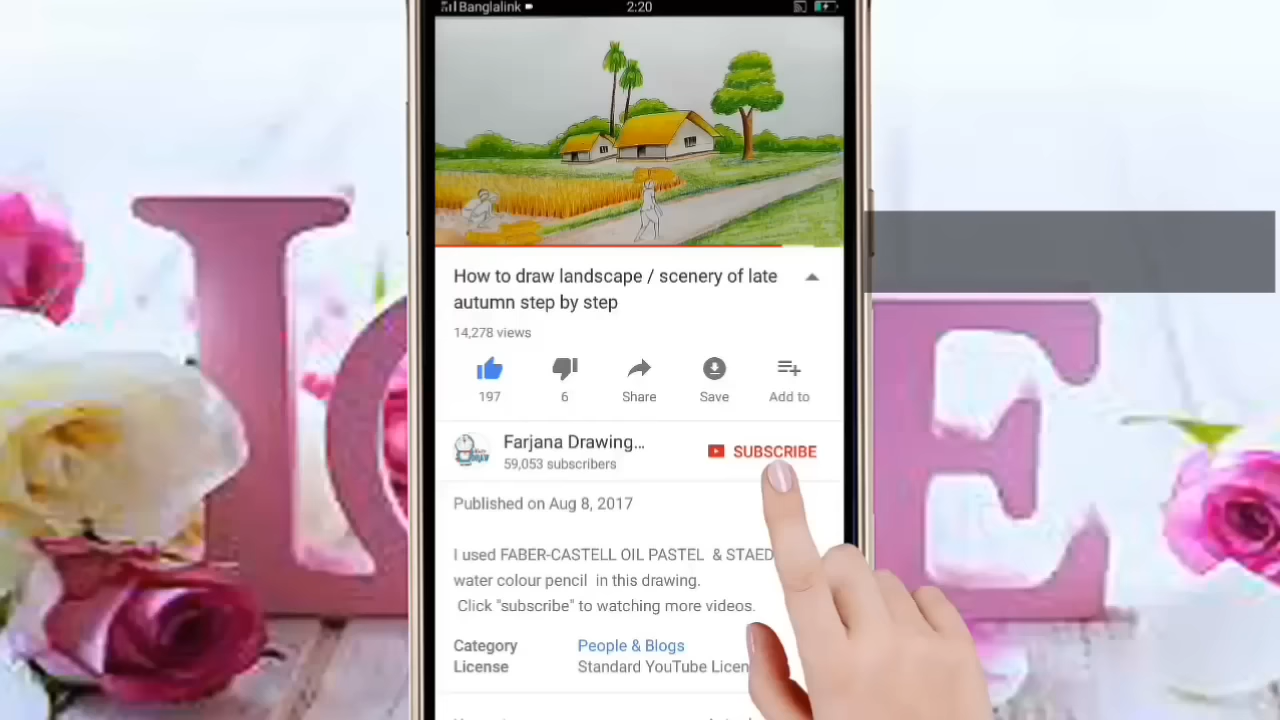 Banglalink
2:20
How to draw landscape / scenery of late
autumn step by step
14,278 views
197
6
Share
Save
Add to
Farjana Drawing...
59,053 subscribers
SUBSCRIBE
Published on Aug 8, 2017
I used FABER-CASTELL OIL PASTEL & STAED
water colour pencil in this drawing.
Click "subscribe" to watching more videos.
Category People & Blogs
License Standard YouTube Licen